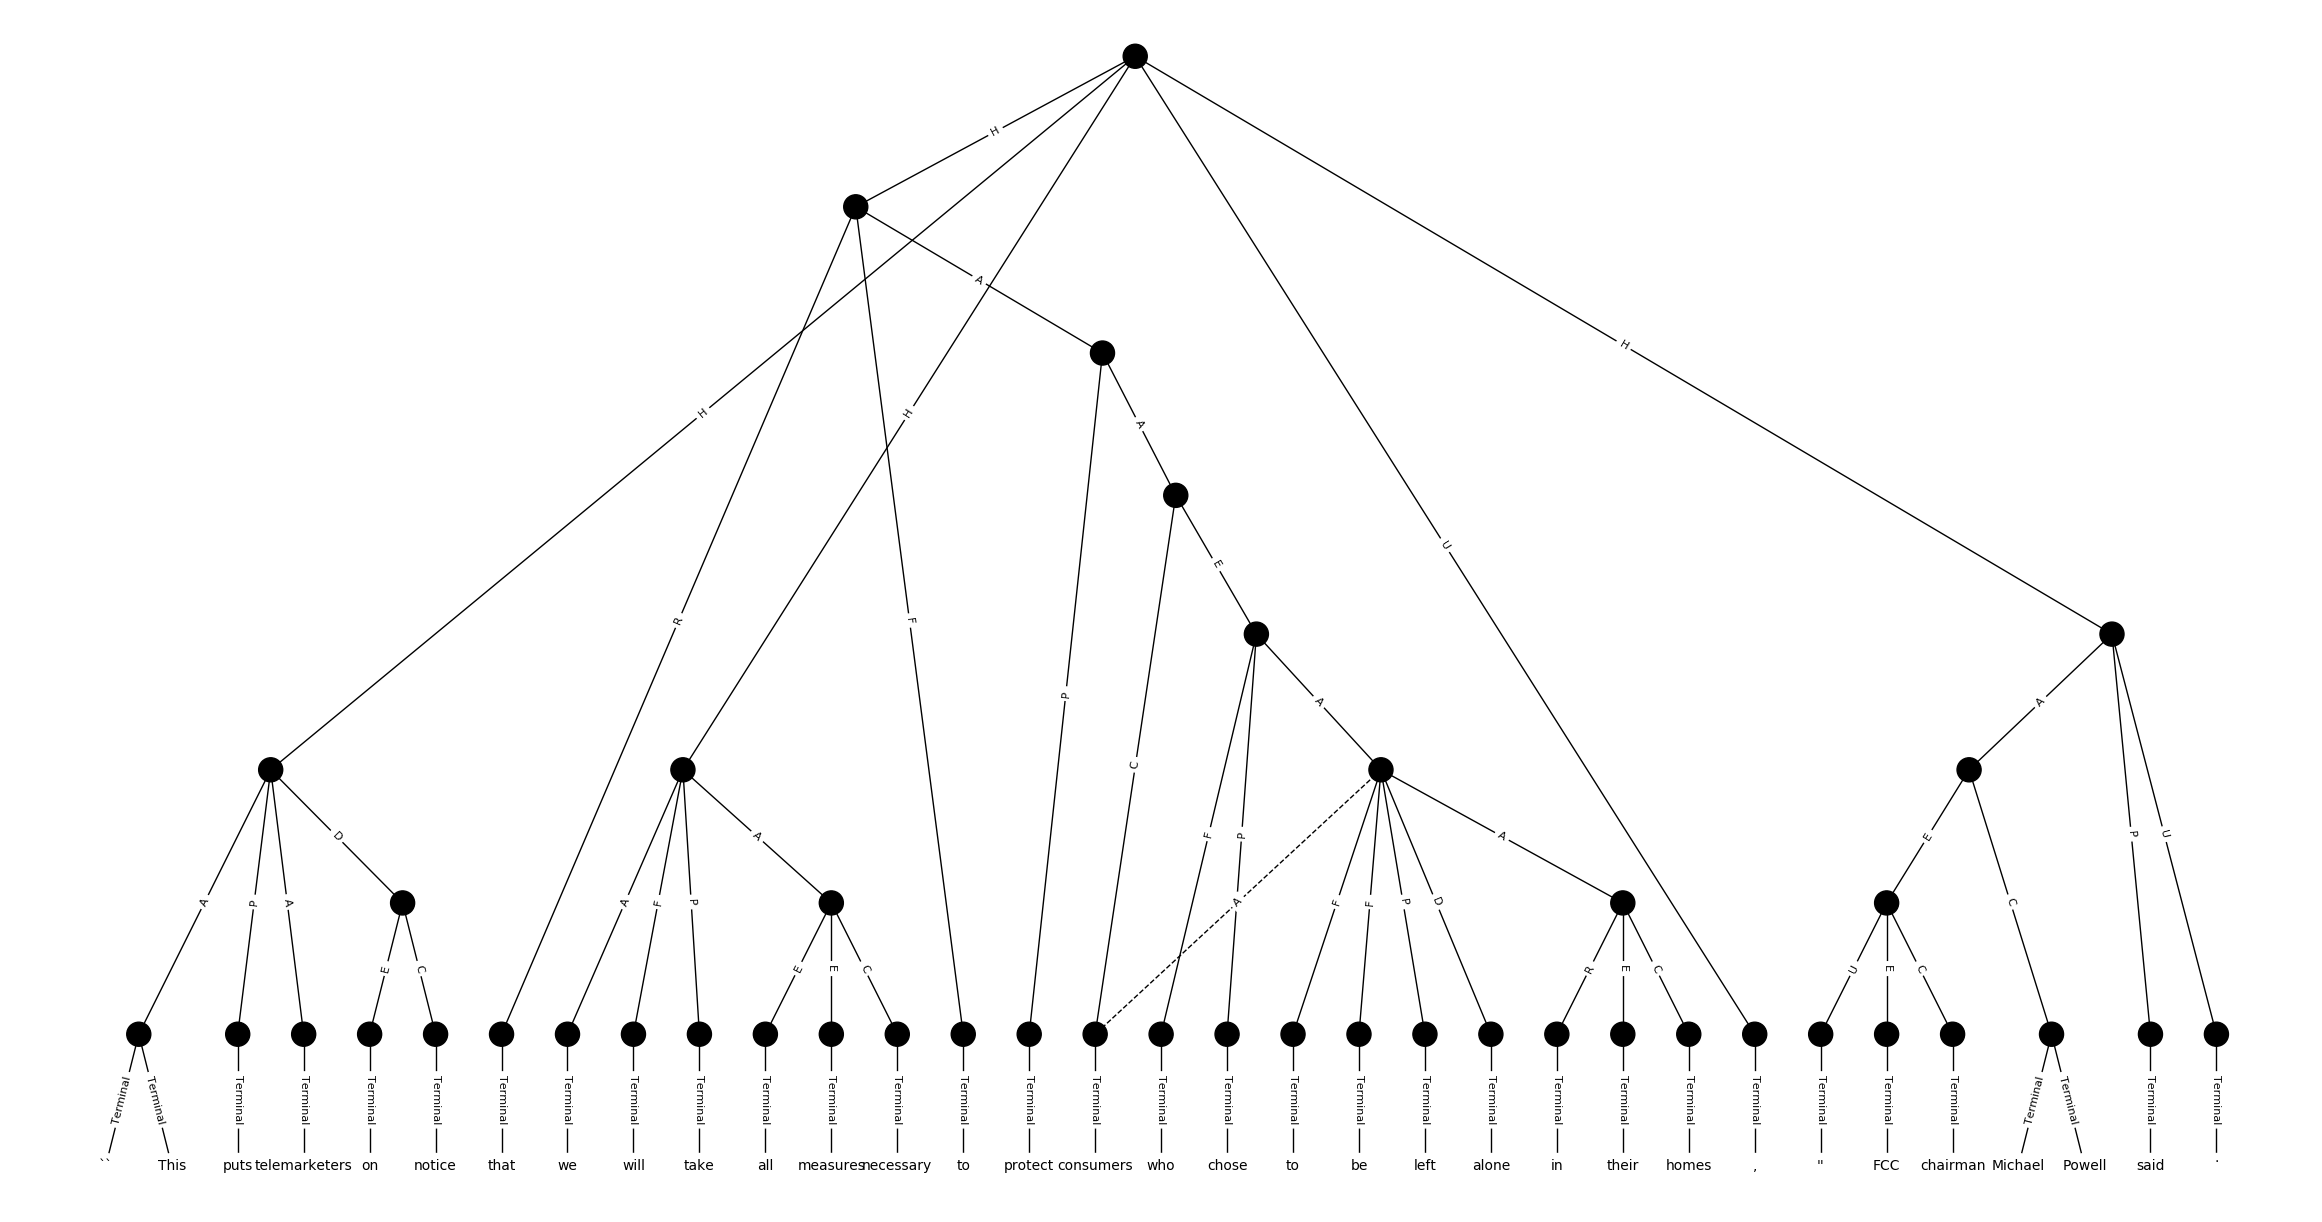 H
H
A
H
H
A
R
F
U
E
P
A
A
C
D
A
F
P
A
A
E
P
U
A
P
A
A
F
P
A
F
F
P
D
C
E
C
E
E
C
R
E
C
U
E
C
Terminal Terminal Terminal Terminal Terminal Terminal Terminal Terminal Terminal Terminal Terminal Terminal Terminal Terminal Terminal Terminal Terminal Terminal Terminal Terminal Terminal Terminal Terminal Terminal Terminal Terminal Terminal Terminal Terminal Terminal Terminal Terminal Terminal
`` This puts telemarketers on notice that we will take all measures necessary to protect consumers who chose to be left alone in their homes , " FCC chairman Michael Powell said .